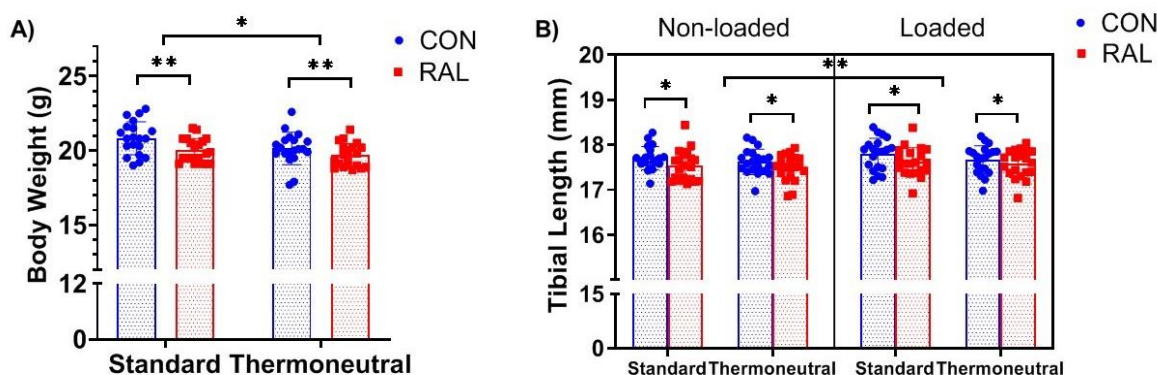 A)
*
CON
RAL
**
**
Body Weight (g)
25
20
15
12
0
Standard Thermoneutral
B)
Non-loaded Loaded
CON
RAL
**
*
*
*
*
Tibial Length (mm)
20
19
18
17
16
15
0
Standard Thermoneutral Standard Thermoneutral